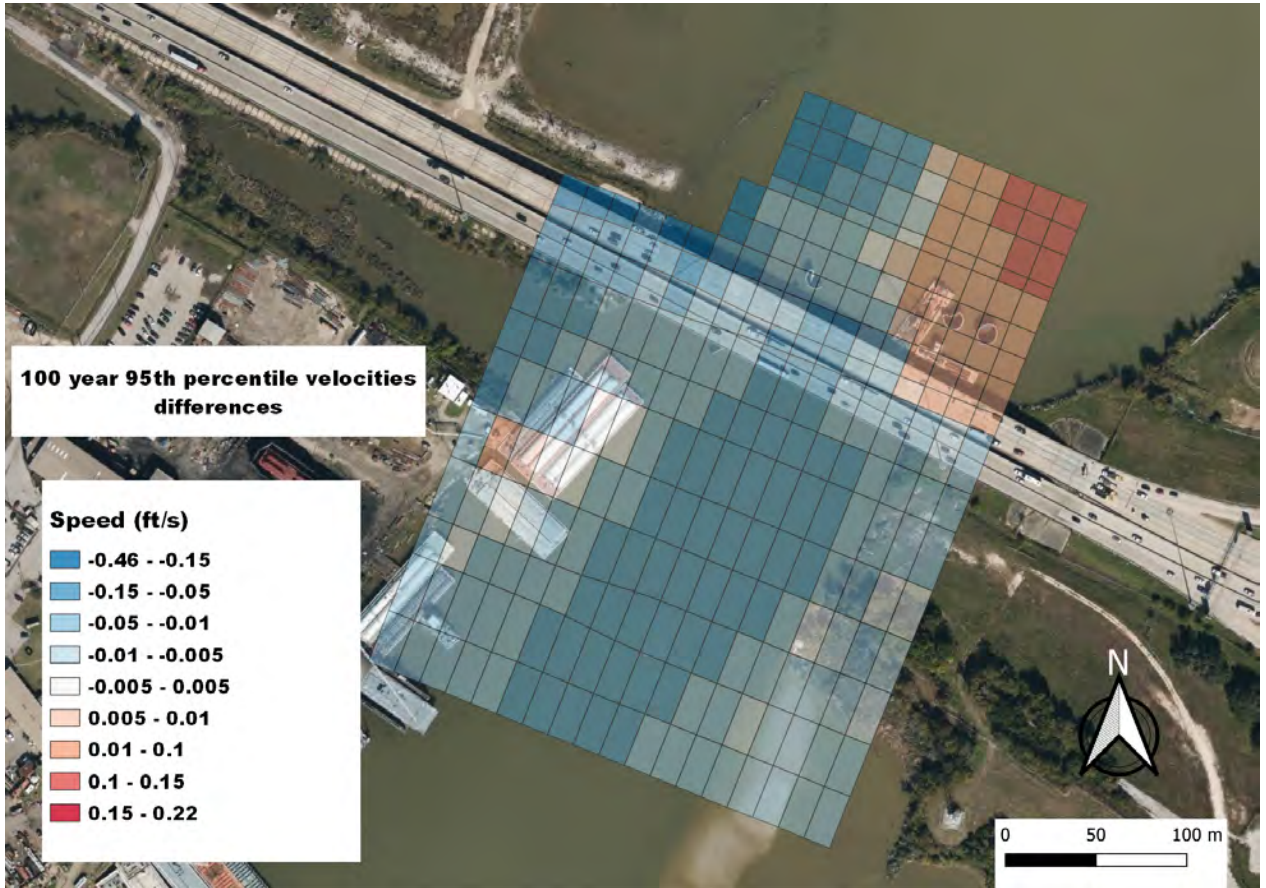 100 year 95th percentile velocities
differences
Speed (ft/s)
-0.46 - -0.15
-0.15 - -0.05
-0.05 - -0.01
-0.01 - -0.005
-0.005 - 0.005
0.005 - 0.01
0.01 - 0.1
0.1 - 0.15
0.15 - 0.22
N
0 50 100 m